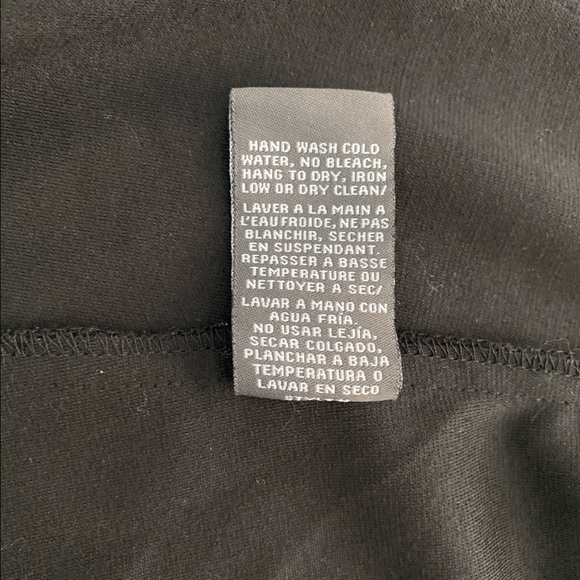 HAND WASH COLD
WATER, NO BLEACH,
HANG TO DRY, IRON
LOW OR DRY CLEAN/
LAVER A LA MAIN A
L'EAU FROIDE, NE PAS
BLANCHIR, SECHER
EN SUSPENDANT.
REPASSER A BASSE
TEMPERATURE OU
NETTOYER A SEC/
LAVAR A MANO CON
AGUA FRÍA.
NO USAR LEJÍA,
SECAR COLGADO,
PLANCHAR A BAJA
TEMPERATURA O
LAVAR EN SECO